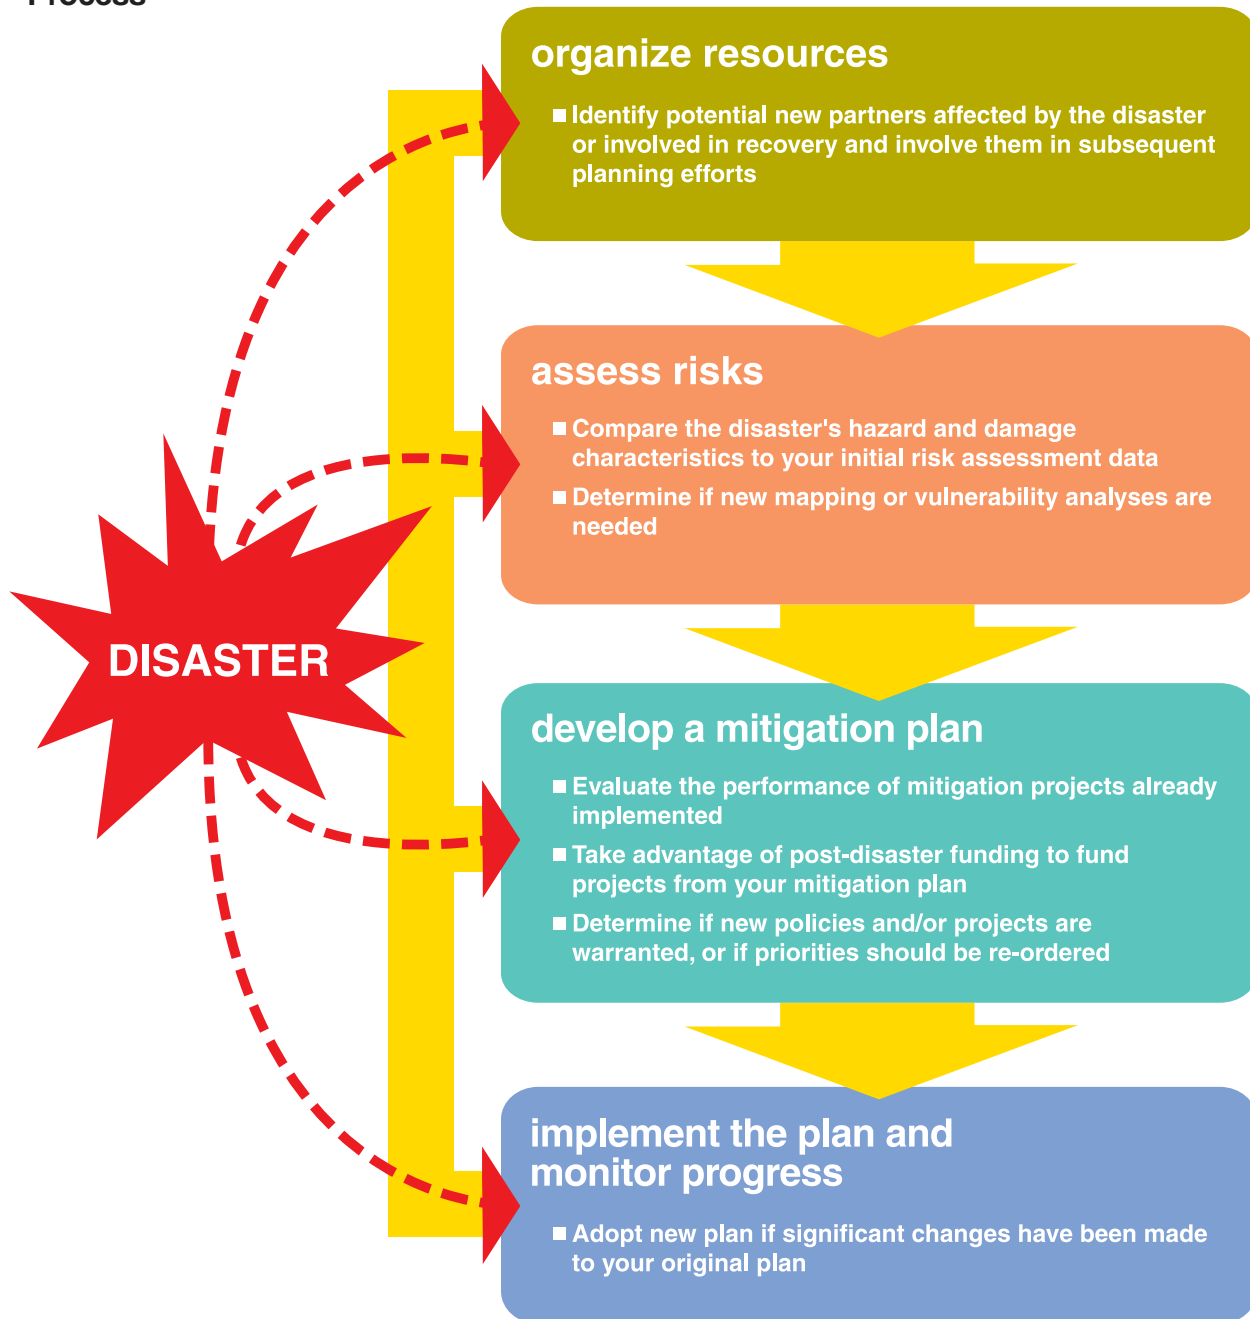 Process
organize resources
■ Identify potential new partners affected by the disaster
or involved in recovery and involve them in subsequent
planning efforts
assess risks
■ Compare the disaster's hazard and damage
characteristics to your initial risk assessment data
■ Determine if new mapping or vulnerability analyses are
needed
DISASTER
develop a mitigation plan
■ Evaluate the performance of mitigation projects already
implemented
■ Take advantage of post-disaster funding to fund
projects from your mitigation plan
■ Determine if new policies and/or projects are
warranted, or if priorities should be re-ordered
implement the plan and
monitor progress
■ Adopt new plan if significant changes have been made
to your original plan